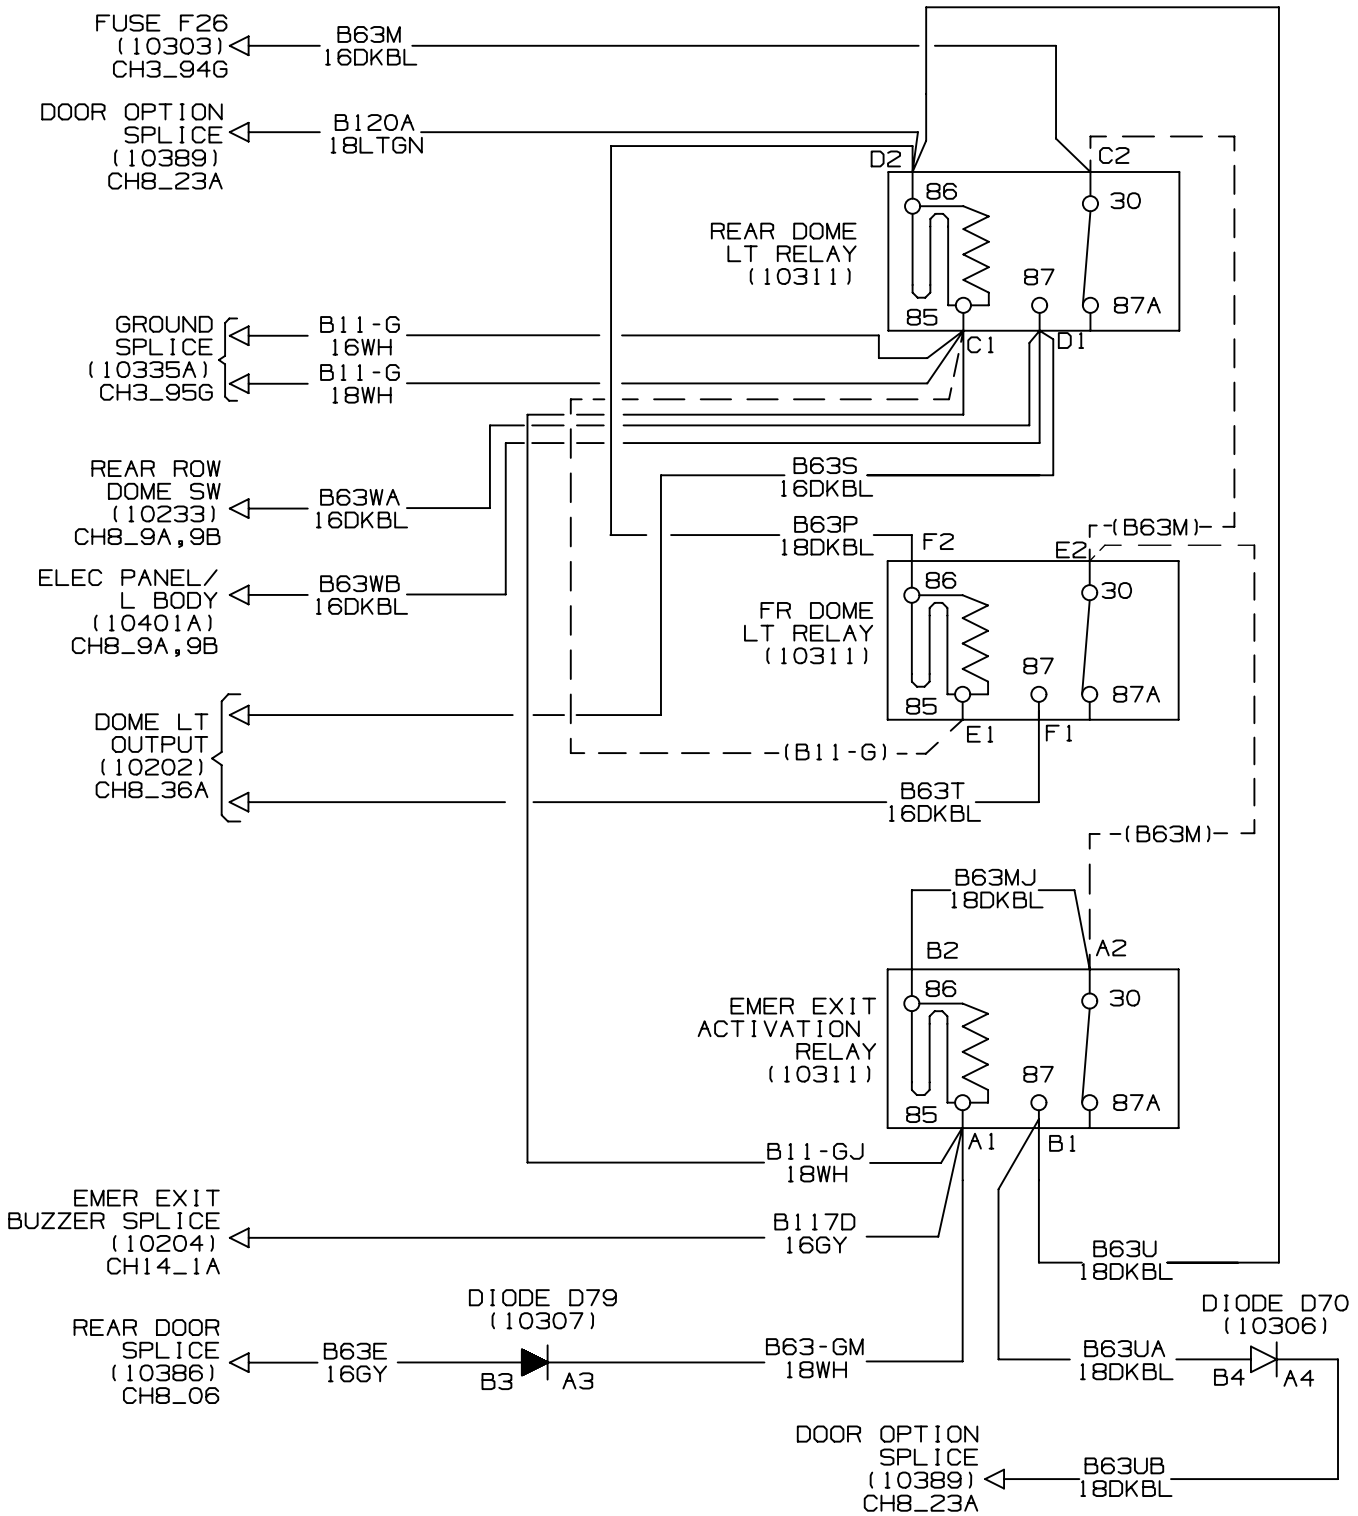 FUSE F26
(10303)
CH3_94G
B63M
16DKBL
DOOR OPTION
SPLICE
(10389)
CH8_23A
B120A
18LTGN
D2
C2
86
30
REAR DOME
LT RELAY
(10311)
87
85
87A
C1
D1
GROUND
SPLICE
(10335A)
CH3_95G
B11-G
16WH
B11-G
18WH
REAR ROW
DOME SW
(10233)
CH8_9A,9B
B63WA
16DKBL
B63S
16DKBL
B63P
18DKBL
F2
E2
(B63M)
ELEC PANEL/
L BODY
(10401A)
CH8_9A,9B
B63WB
16DKBL
86
30
FR DOME
LT RELAY
(10311)
87
85
87A
E1
F1
DOME LT
OUTPUT
(10202)
CH8_36A
(B11-G)
B63T
16DKBL
(B63M)
B63MJ
18DKBL
B2
A2
86
30
EMER EXIT
ACTIVATION
RELAY
(10311)
87
85
87A
A1
B1
B11-GJ
18WH
EMER EXIT
BUZZER SPLICE
(10204)
CH14_1A
B117D
16GY
B63U
18DKBL
DIODE D79
(10307)
DIODE D70
(10306)
REAR DOOR
SPLICE
(10386)
CH8_06
B63E
16GY
B3
A3
B63-GM
18WH
B63UA
18DKBL
B4
A4
DOOR OPTION
SPLICE
(10389)
CH8_23A
B63UB
18DKBL